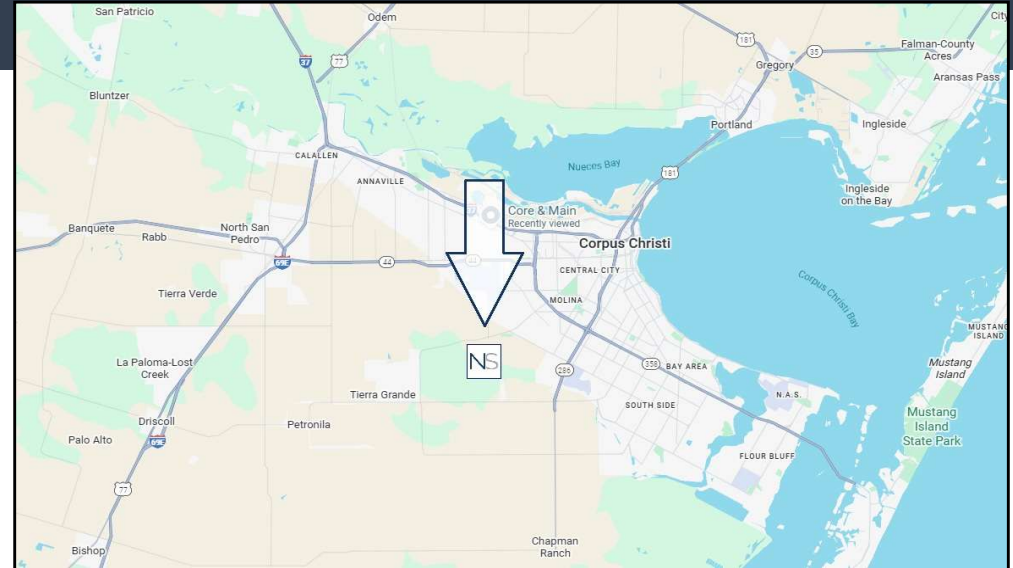 San Patricio
Odem
City
181
35
Falman-County
Acres
37
77
Gregory
Aransas Pass
Bluntzer
Portland
Ingleside
CALALLEN
Nueces Bay
181
ANNAVILLE
Ingleside
on the Bay
Core & Main
Recently viewed
Banquete
Rabb
North San
Pedro
Corpus Christi
69E
44
44
CENTRAL CITY
Corpus Christi Bay
Tierra Verde
MOLINA
MUSTANG
ISLAND
La Paloma-Lost
Creek
NS
286
358
BAY AREA
Mustang
Island
Tierra Grande
N.A.S.
SOUTH SIDE
Mustang
Island
State Park
Driscoll
Petronila
Palo Alto
69E
FLOUR BLUFF
77
Chapman
Ranch
Bishop